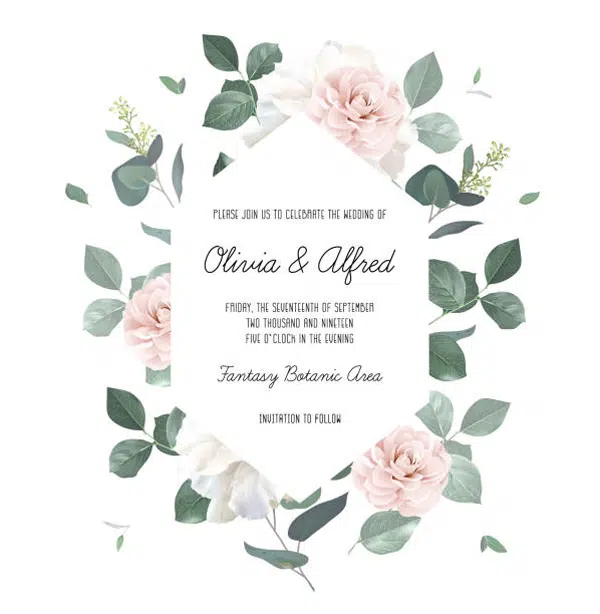 PLEASE JOIN US TO CELEBRATE THE WEDDING OF
Olivia & Alfred
FRIDAY, THE SEVENTEENTH OF SEPTEMBER
TWO THOUSAND AND NINETEEN
FIVE O'CLOCK IN THE EVENING
Fantasy Botanic Area
INVITATION TO FOLLOW